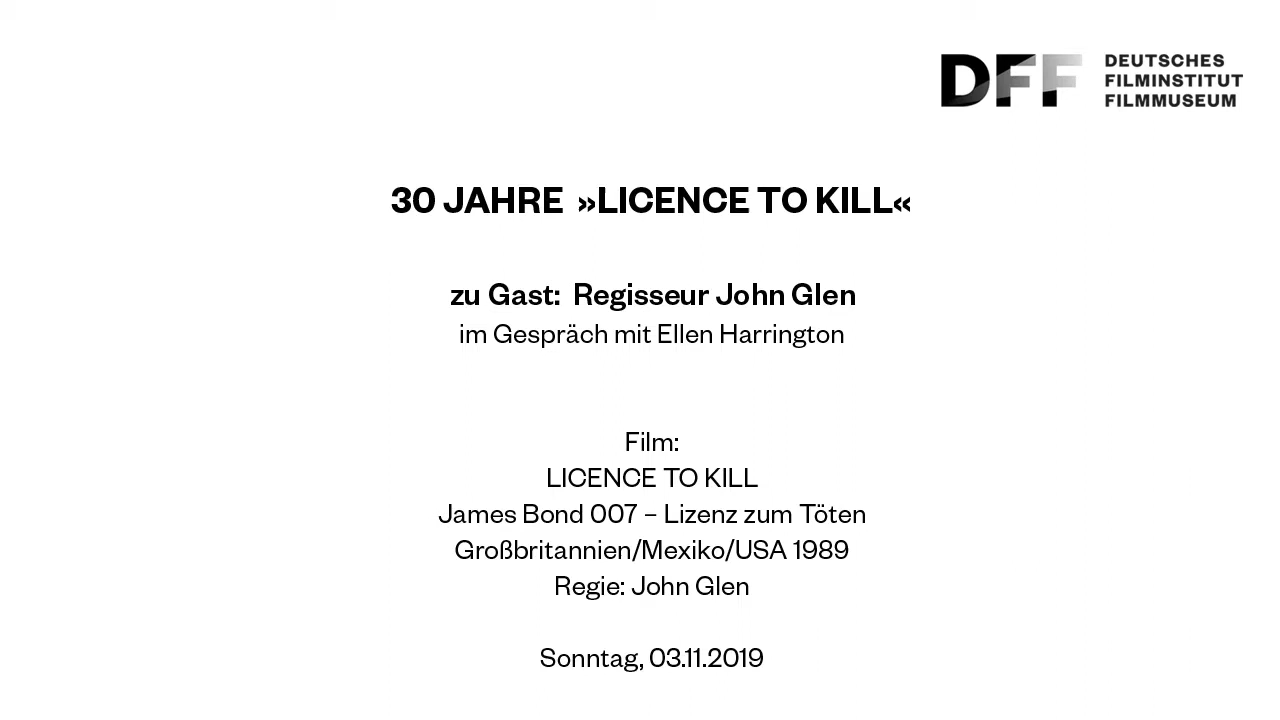 DFF
DEUTSCHES
FILMINSTITUT
FILMMUSEUM
30 JAHRE »LICENCE TO KILL«
zu Gast: Regisseur John Glen
im Gespräch mit Ellen Harrington
Film:
LICENCE TO KILL
James Bond 007 – Lizenz zum Töten
Großbritannien/Mexiko/USA 1989
Regie: John Glen
Sonntag, 03.11.2019